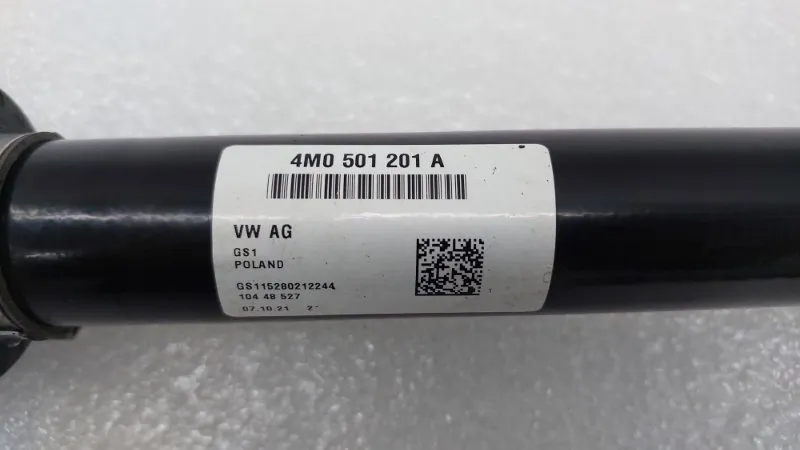 4M0 501 201 A
VW AG
GS1
POLAND
GS115280212244
104 48 527
07.10.21